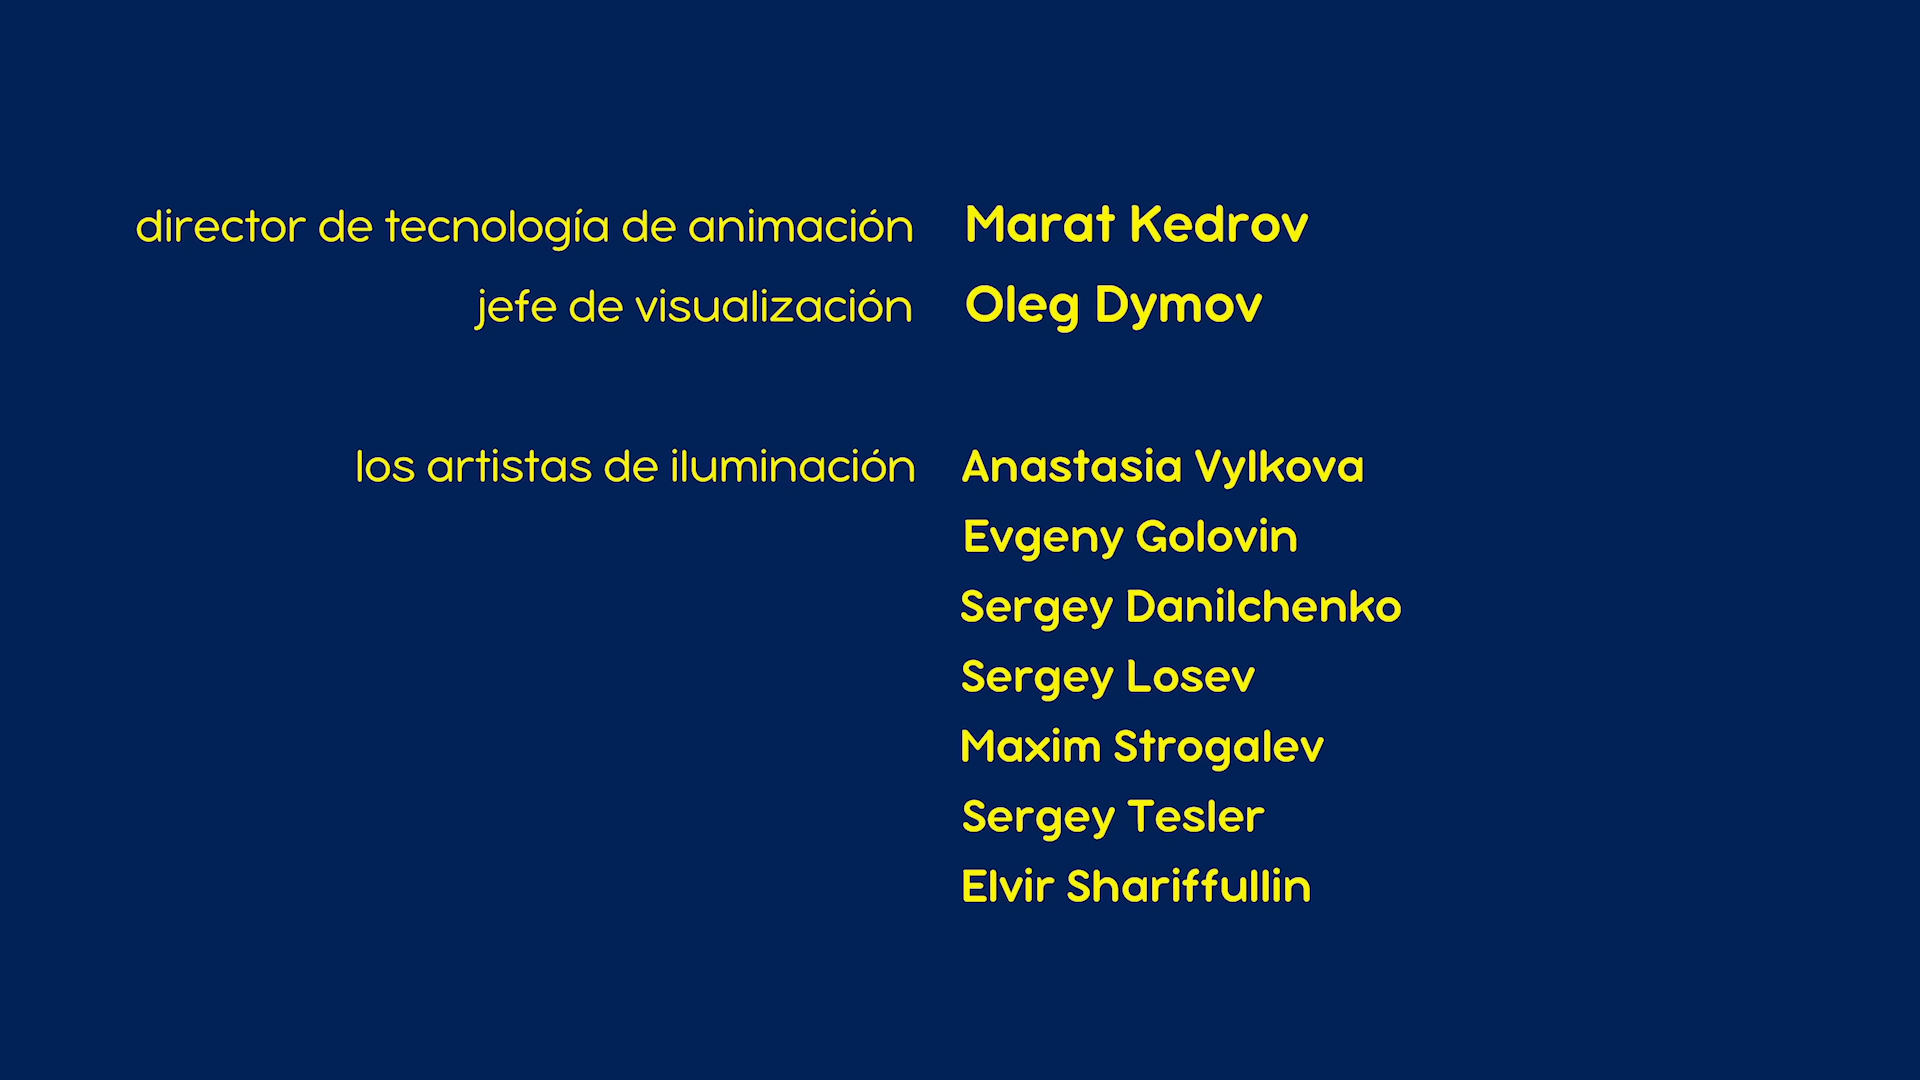 director de tecnología de animación Marat Kedrov
jefe de visualización Oleg Dymov
los artistas de iluminación Anastasia Vylkova
Evgeny Golovin
Sergey Danilchenko
Sergey Losev
Maxim Strogalev
Sergey Tesler
Elvir Shariffullin